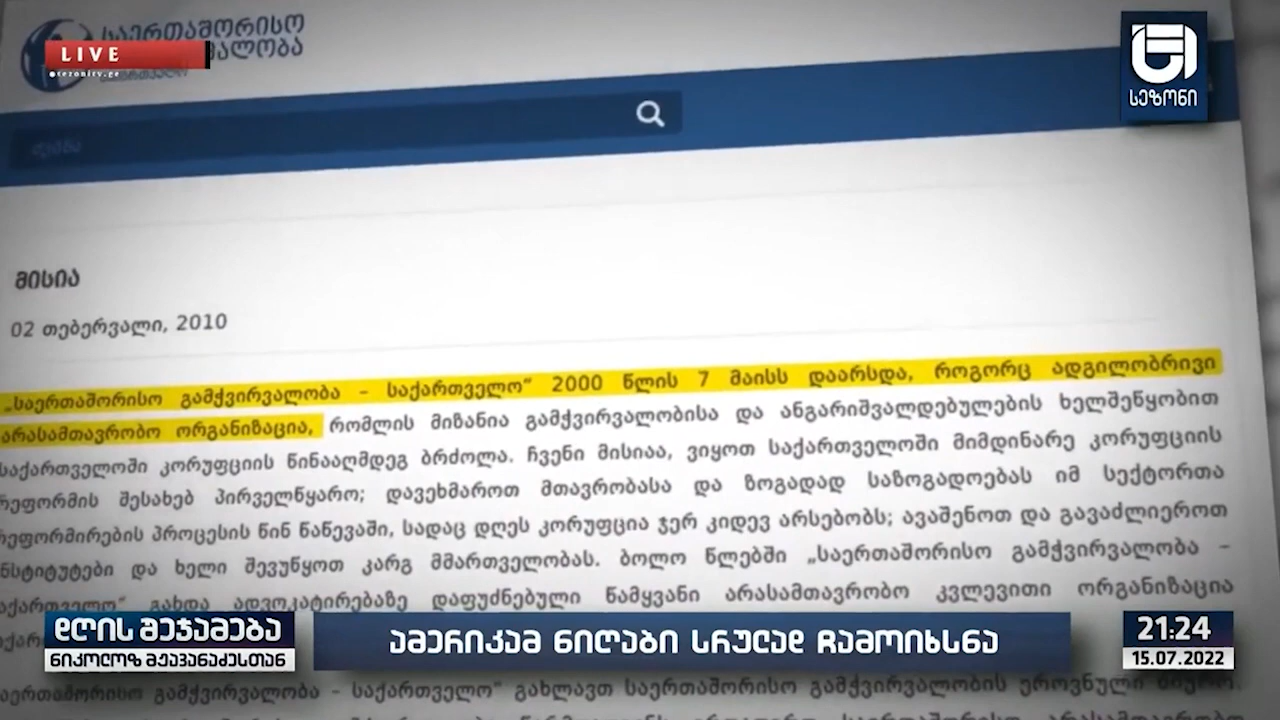 საერთაშორისო
LIVE
sezonitv.ge
სეზონი
მისია
02 თებერვალი, 2010
„საერთაშორისო გამჭვირვალობა – საქართველო“ 2000 წლის 7 მაისს დაარსდა, როგორც ადგილობრივი
არასამთავრობო ორგანიზაცია, რომლის მიზანია გამჭვირვალობისა და ანგარიშვალდებულების ხელშეწყობით
საქართველოში კორუფციის წინააღმდეგ ბრძოლა. ჩვენი მისიაა, ვიყოთ საქართველოში მიმდინარე კორუფციის
რეფორმის შესახებ პირველწყარო; დავეხმაროთ მთავრობასა და ზოგადად საზოგადოებას იმ სექტორთა
რეფორმირების პროცესის წინ წაწევაში, სადაც დღეს კორუფცია ჯერ კიდევ არსებობს; ავაშენოთ და გავაძლიეროთ
ინსტიტუტები და ხელი შევუწყოთ კარგ მმართველობას. ბოლო წლებში „საერთაშორისო გამჭვირვალობა –
საქართველო“ გახდა ადვოკატირებაზე დაფუძნებული წამყვანი არასამთავრობო კვლევითი ორგანიზაცია
დღის შეჯამება
ნიკოლოზ მჟავანაძესთან
ამერიკამ ნიღაბი სრულად ჩამოიხსნა
21:24
15.07.2022
საერთაშორისო გამჭვირვალობა – საქართველო“ გახლავთ საერთაშორისო გამჭვირვალობის ეროვნული